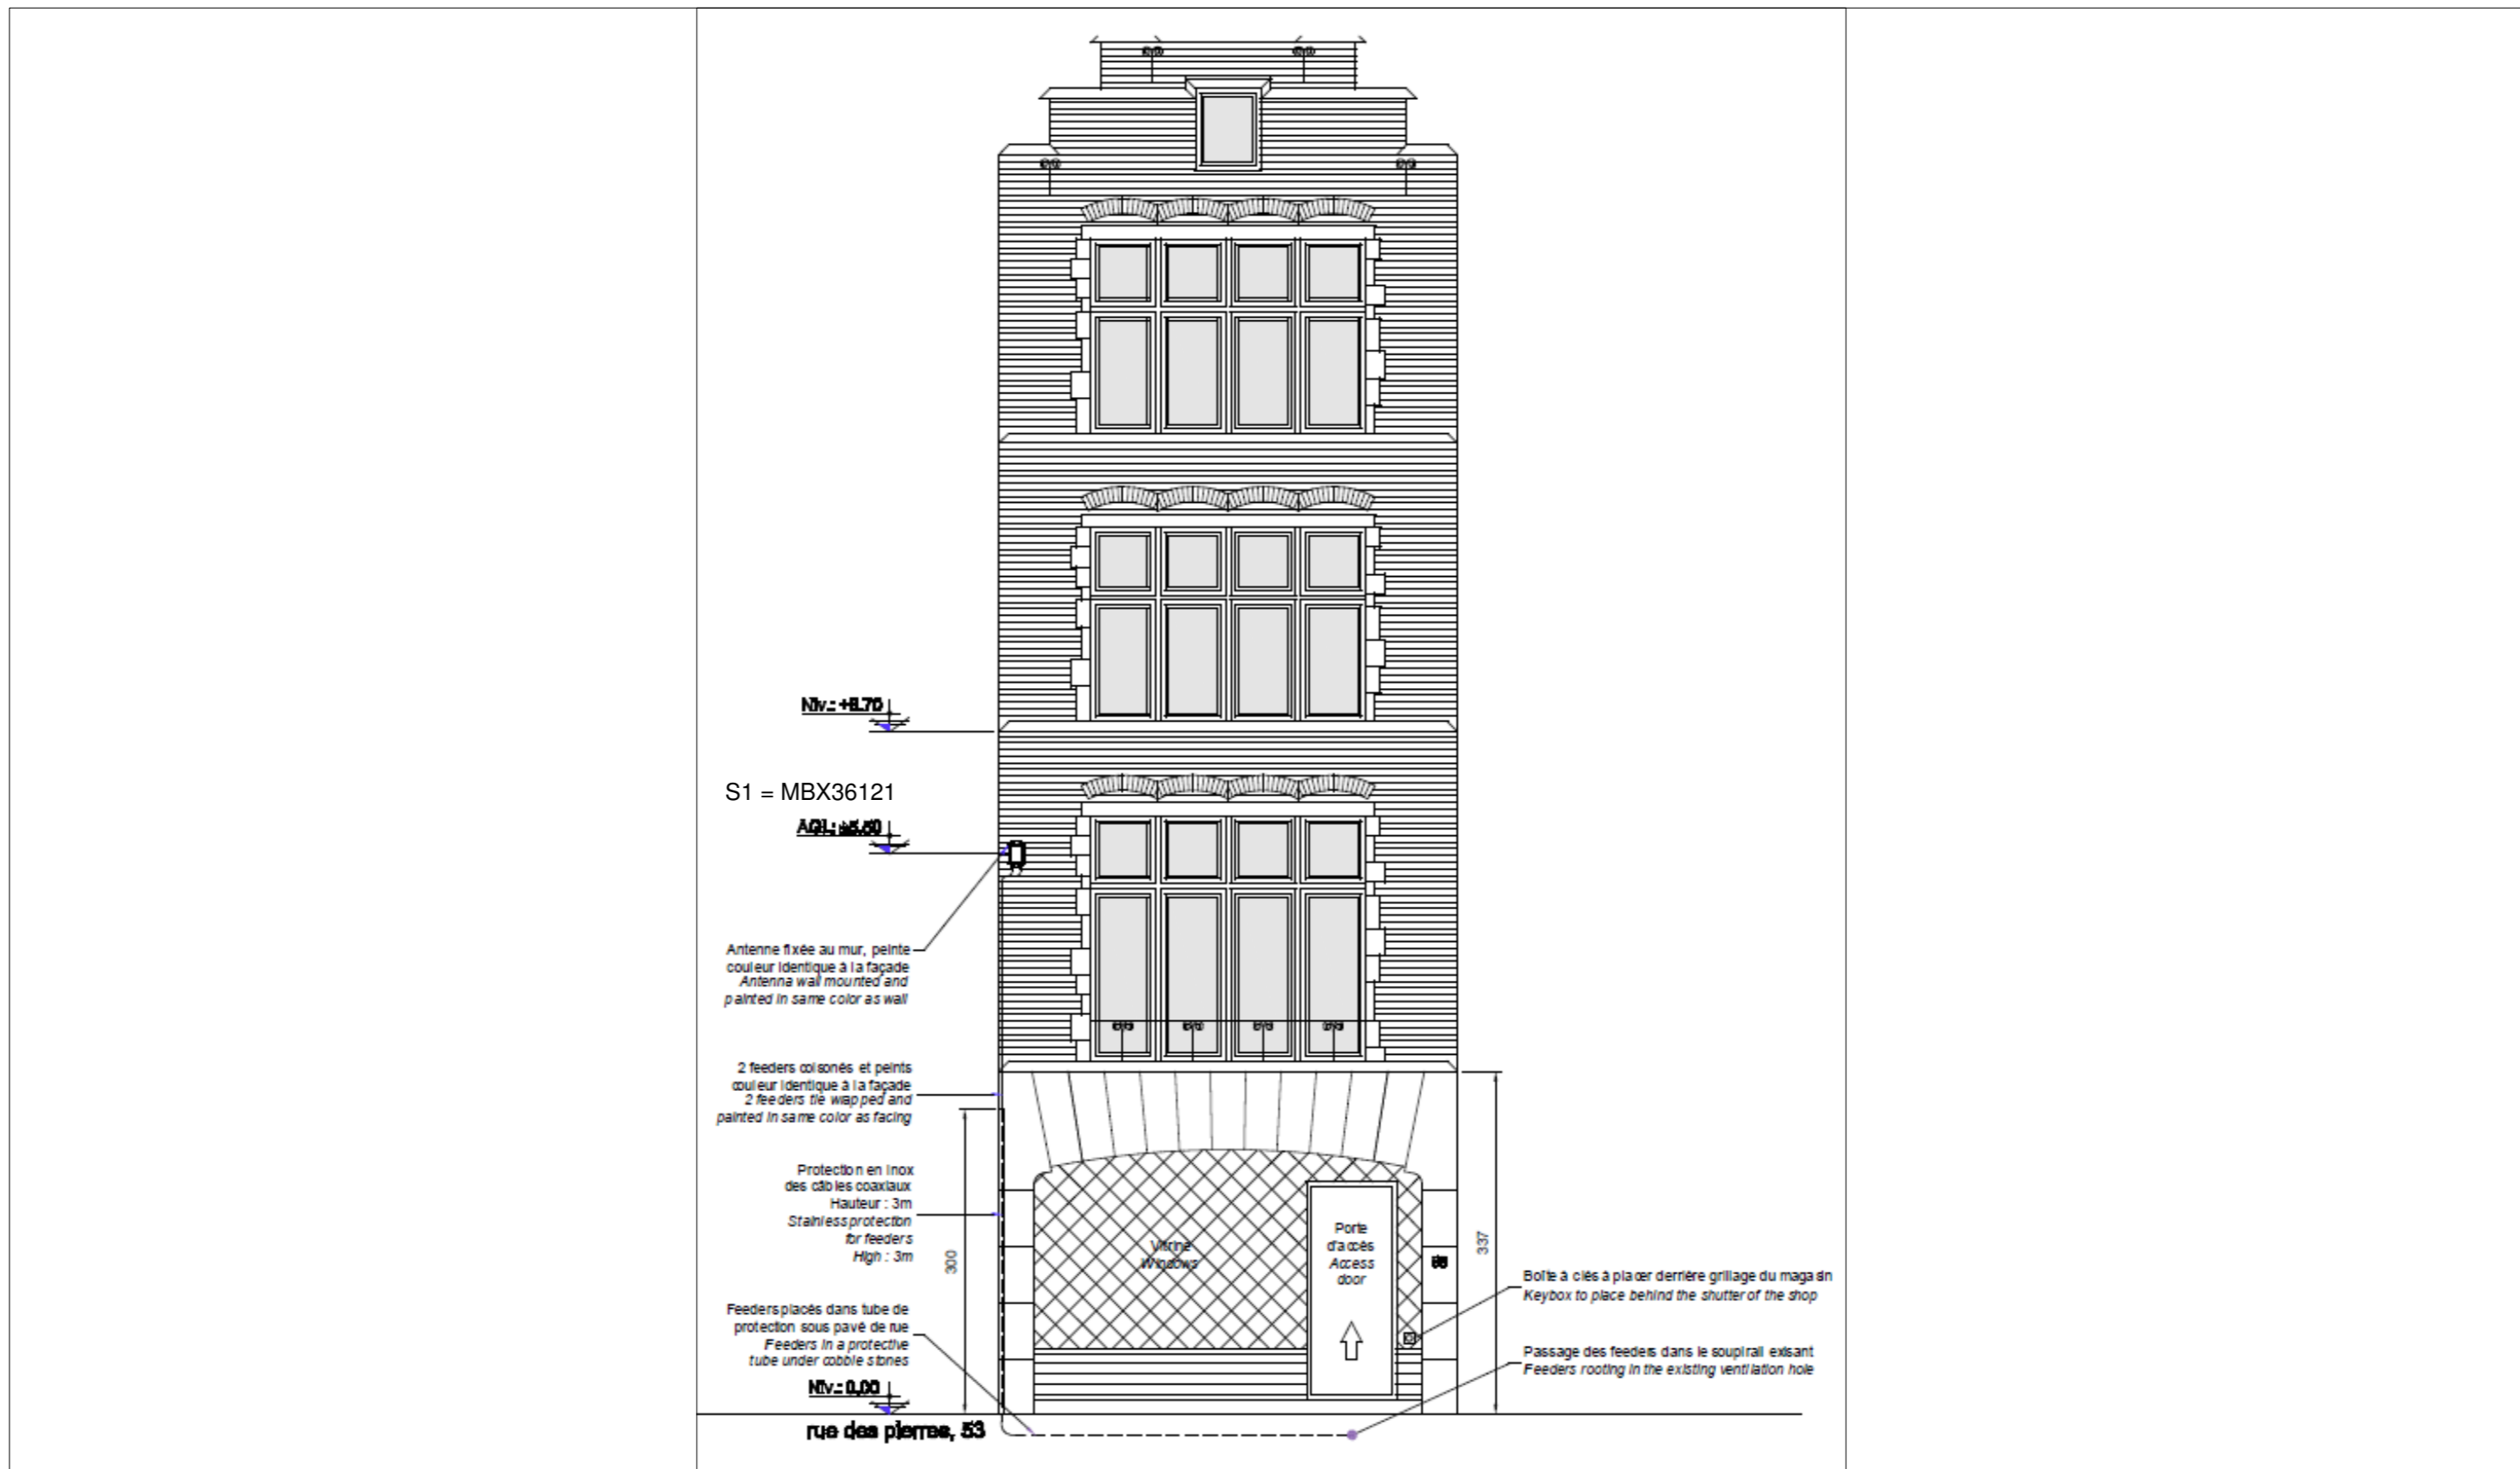 Niv.: +6.70
S1 = MBX36121
AGL: ±5.50
Antenne fixée au mur, peinte
couleur identique à la façade
Antenna wall mounted and
painted in same color as wall
2 feeders coisonés et peints
couleur identique à la façade
2 feeders tie wrapped and
painted in same color as facing
Protection en inox
des câbles coaxiaux
Hauteur : 3m
Stainless protection
for feeders
High : 3m
300
Feeders placés dans tube de
protection sous pavé de rue
Feeders in a protective
tube under cobble stones
Niv.: 0,00
rue des pierres, 53
Vitrine
Windows
Porte
d'accès
Access
door
337
Boîte à clés à placer derrière grillage du magasin
Keybox to place behind the shutter of the shop
Passage des feeders dans le soupirail exisant
Feeders rooting in the existing ventilation hole